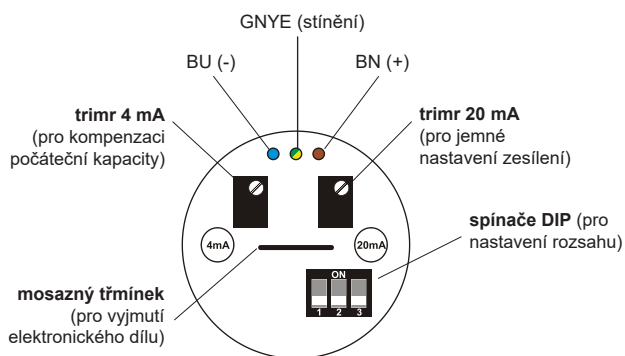 GNYE (stínění)
BU (-)
BN (+)
trimr 4 mA
(pro kompenzaci
počáteční kapacity)
trimr 20 mA
(pro jemné
nastavení zesílení)
4mA
20mA
spínače DIP (pro
nastavení rozsahu)
ON
1 2 3
mosazný třmínek
(pro vyjmutí
elektronického dílu)